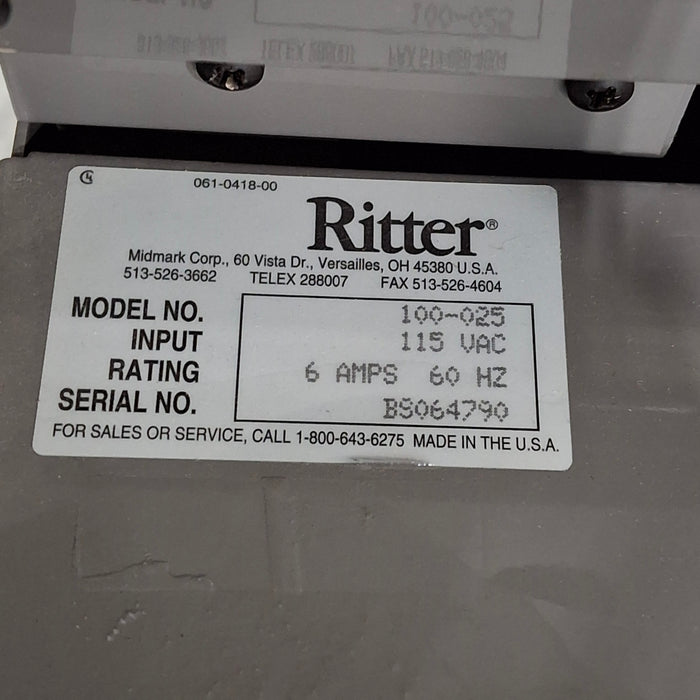 061-0418-00
Ritter®
Midmark Corp., 60 Vista Dr., Versailles, OH 45380 U.S.A.
513-526-3662 TELEX 288007 FAX 513-526-4604
MODEL NO. 100-025
INPUT 115 VAC
RATING 6 AMPS 60 HZ
SERIAL NO. BS064790
FOR SALES OR SERVICE, CALL 1-800-643-6275 MADE IN THE U.S.A.